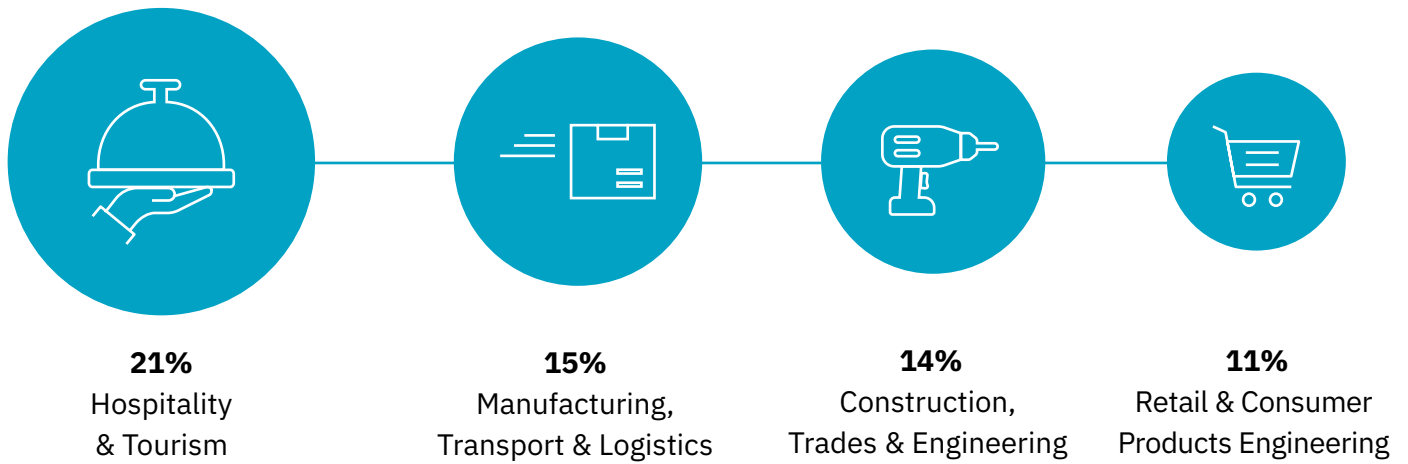 21%
Hospitality
& Tourism
15%
Manufacturing,
Transport & Logistics
14%
Construction,
Trades & Engineering
11%
Retail & Consumer
Products Engineering